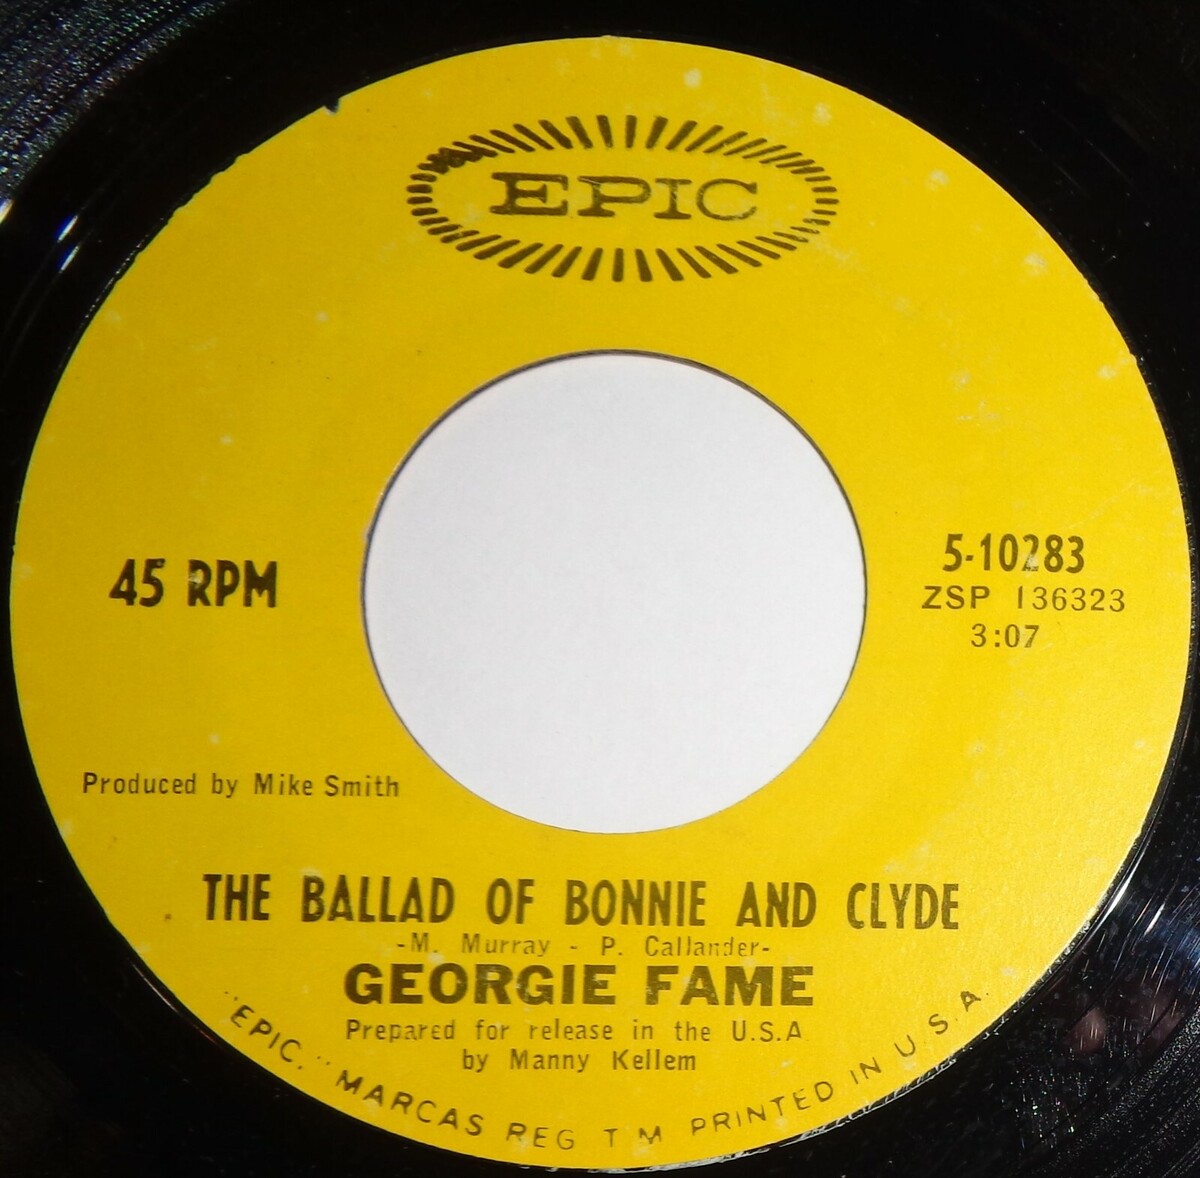 EPIC
45 RPM
5-10283
ZSP 136323
3:07
Produced by Mike Smith
THE BALLAD OF BONNIE AND CLYDE
-M. Murray - P. Callander-
GEORGIE FAME
Prepared for release in the U.S.A
by Manny Kellem
"EPIC," MARCAS REG T M PRINTED IN U.S.A.